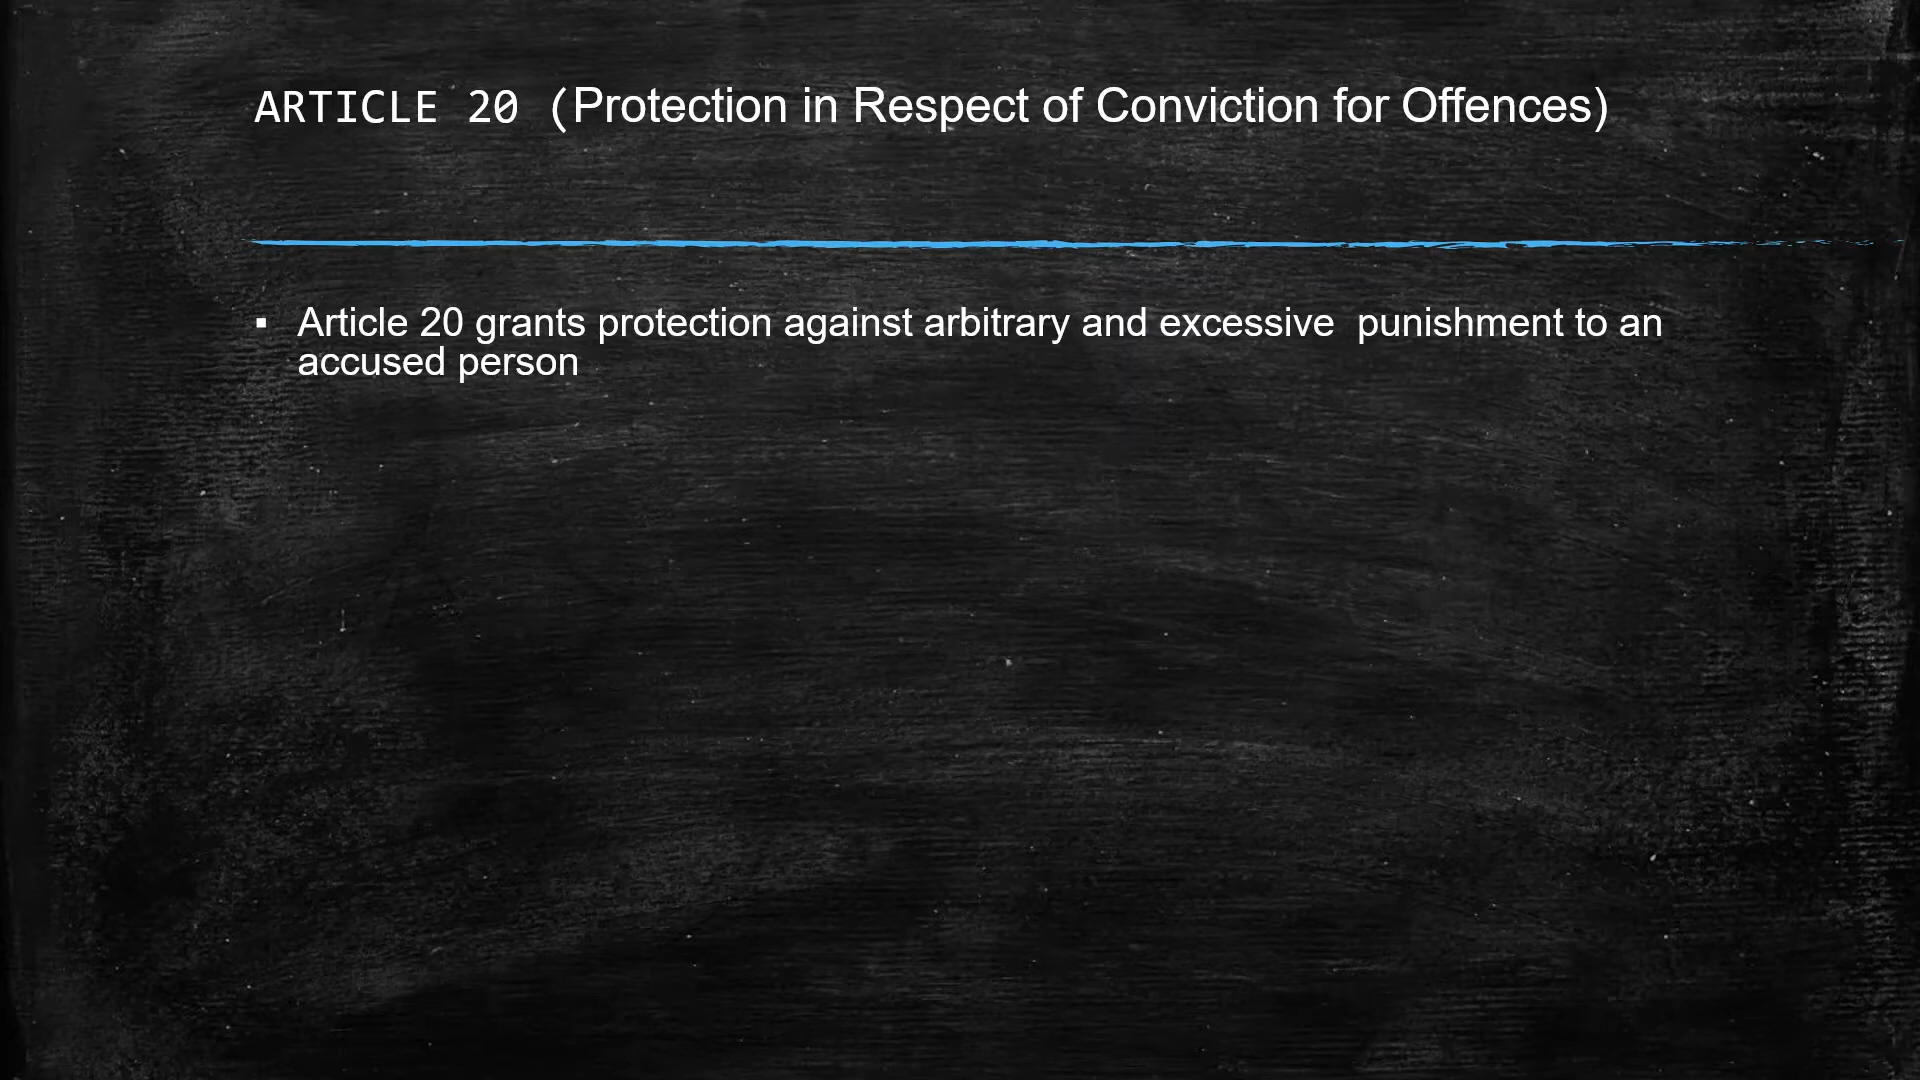 ARTICLE 20 (Protection in Respect of Conviction for Offences)
▪ Article 20 grants protection against arbitrary and excessive  punishment to an
accused person